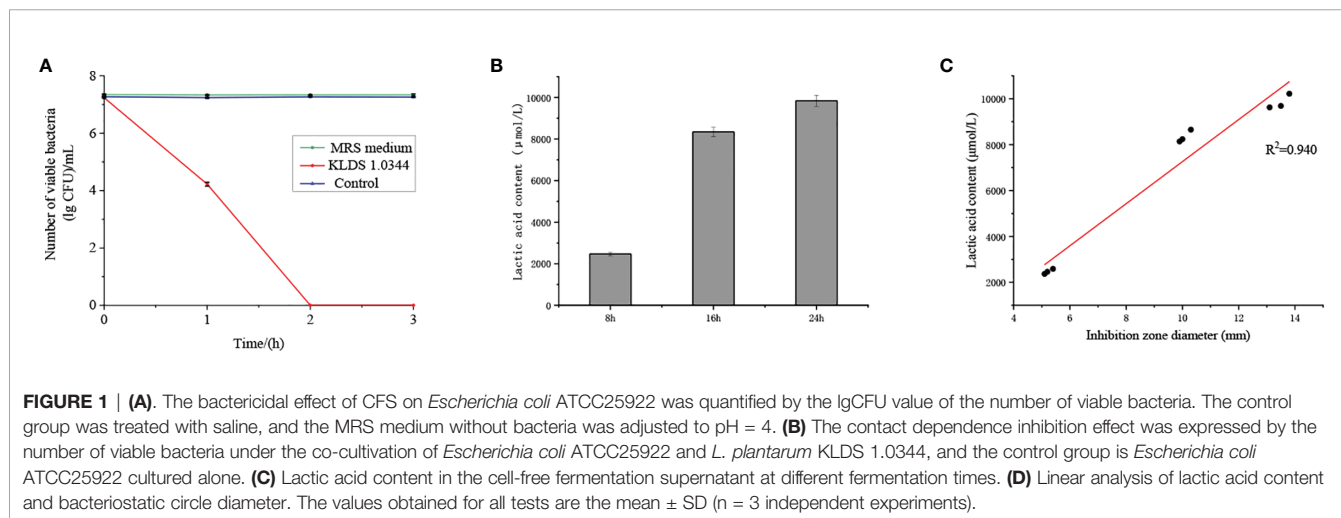 A
8
6
4
2
0
Number of viable bacteria
(lg CFU)/mL
MRS medium
KLDS 1.0344
Control
0 1 2 3
Time/(h)
B
10000
8000
6000
4000
2000
0
Lactic acid content (μmol/L)
8h 16h 24h
C
10000
8000
6000
4000
2000
Lactic acid content (μmol/L)
R²=0.940
4 6 8 10 12 14
Inhibition zone diameter (mm)
FIGURE 1 | (A). The bactericidal effect of CFS on Escherichia coli ATCC25922 was quantified by the lgCFU value of the number of viable bacteria. The control
group was treated with saline, and the MRS medium without bacteria was adjusted to pH = 4. (B) The contact dependence inhibition effect was expressed by the
number of viable bacteria under the co-cultivation of Escherichia coli ATCC25922 and L. plantarum KLDS 1.0344, and the control group is Escherichia coli
ATCC25922 cultured alone. (C) Lactic acid content in the cell-free fermentation supernatant at different fermentation times. (D) Linear analysis of lactic acid content
and bacteriostatic circle diameter. The values obtained for all tests are the mean ± SD (n = 3 independent experiments).